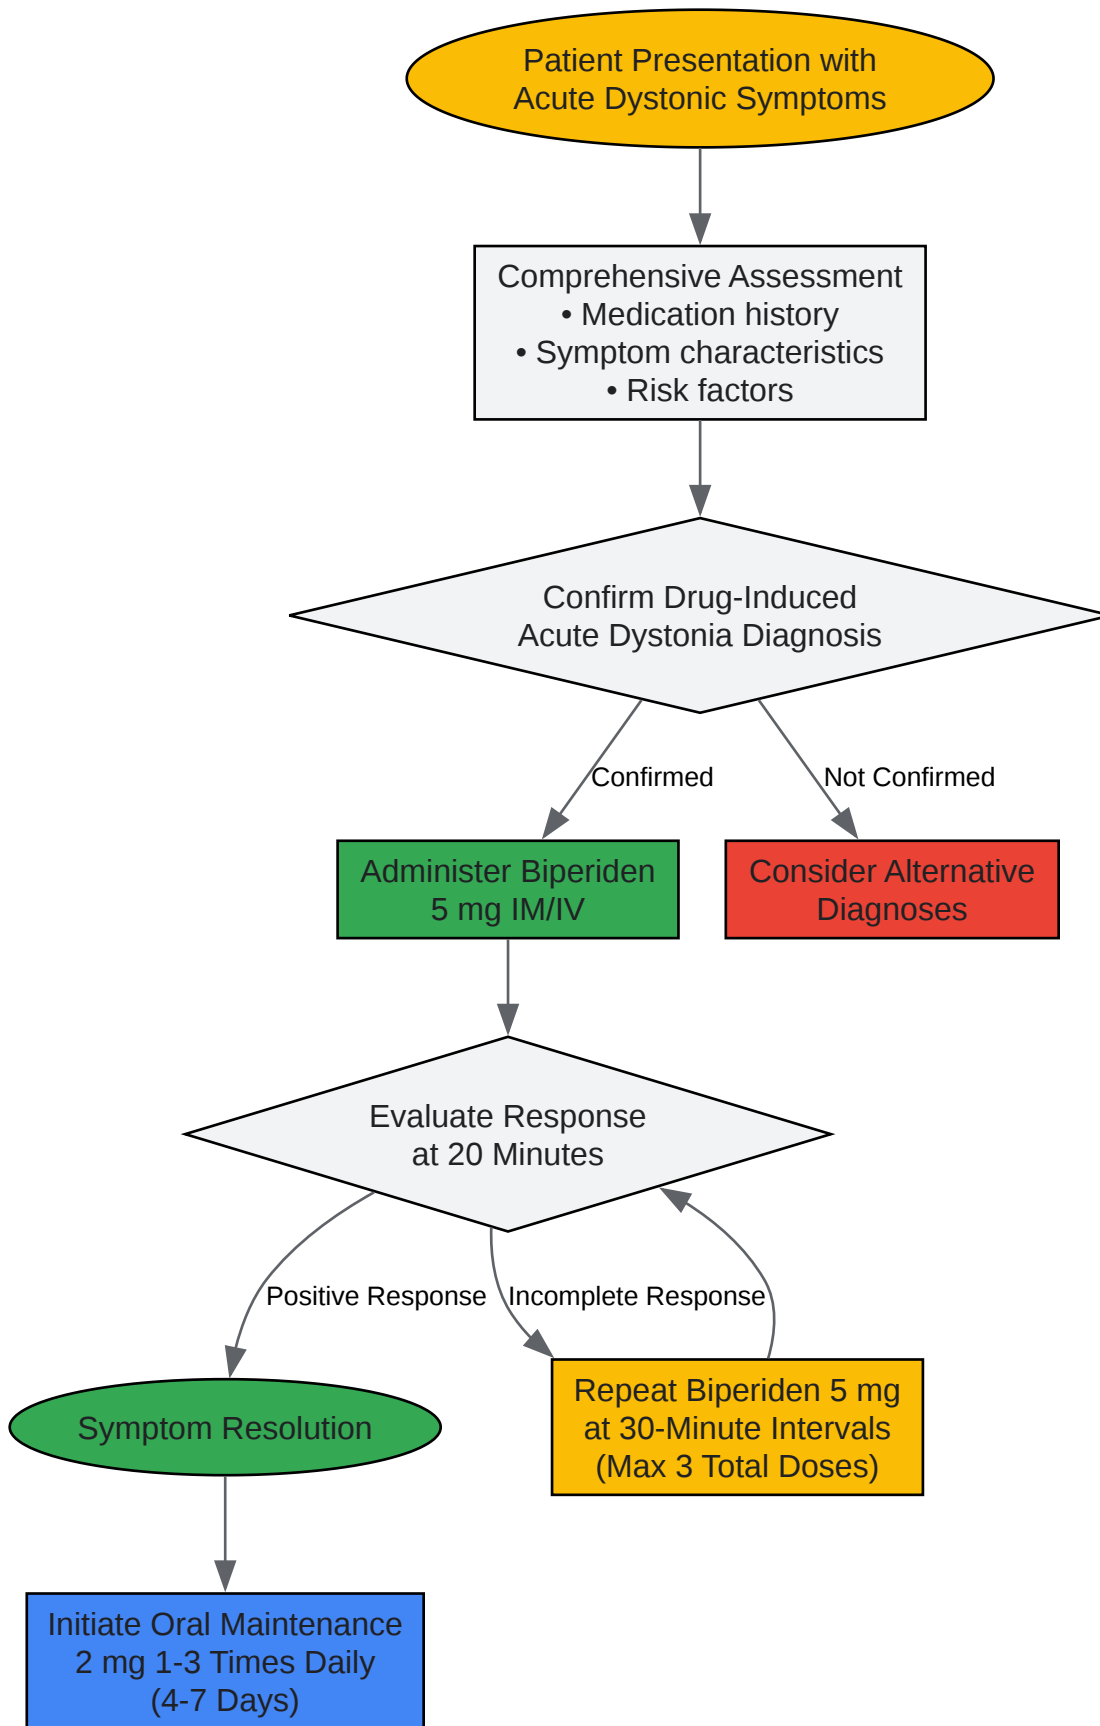 Patient Presentation with
Acute Dystonic Symptoms
Comprehensive Assessment
• Medication history
• Symptom characteristics
• Risk factors
Confirm Drug-Induced
Acute Dystonia Diagnosis
Confirmed
Not Confirmed
Administer Biperiden
5 mg IM/IV
Consider Alternative
Diagnoses
Evaluate Response
at 20 Minutes
Positive Response
Incomplete Response
Symptom Resolution
Repeat Biperiden 5 mg
at 30-Minute Intervals
(Max 3 Total Doses)
Initiate Oral Maintenance
2 mg 1-3 Times Daily
(4-7 Days)